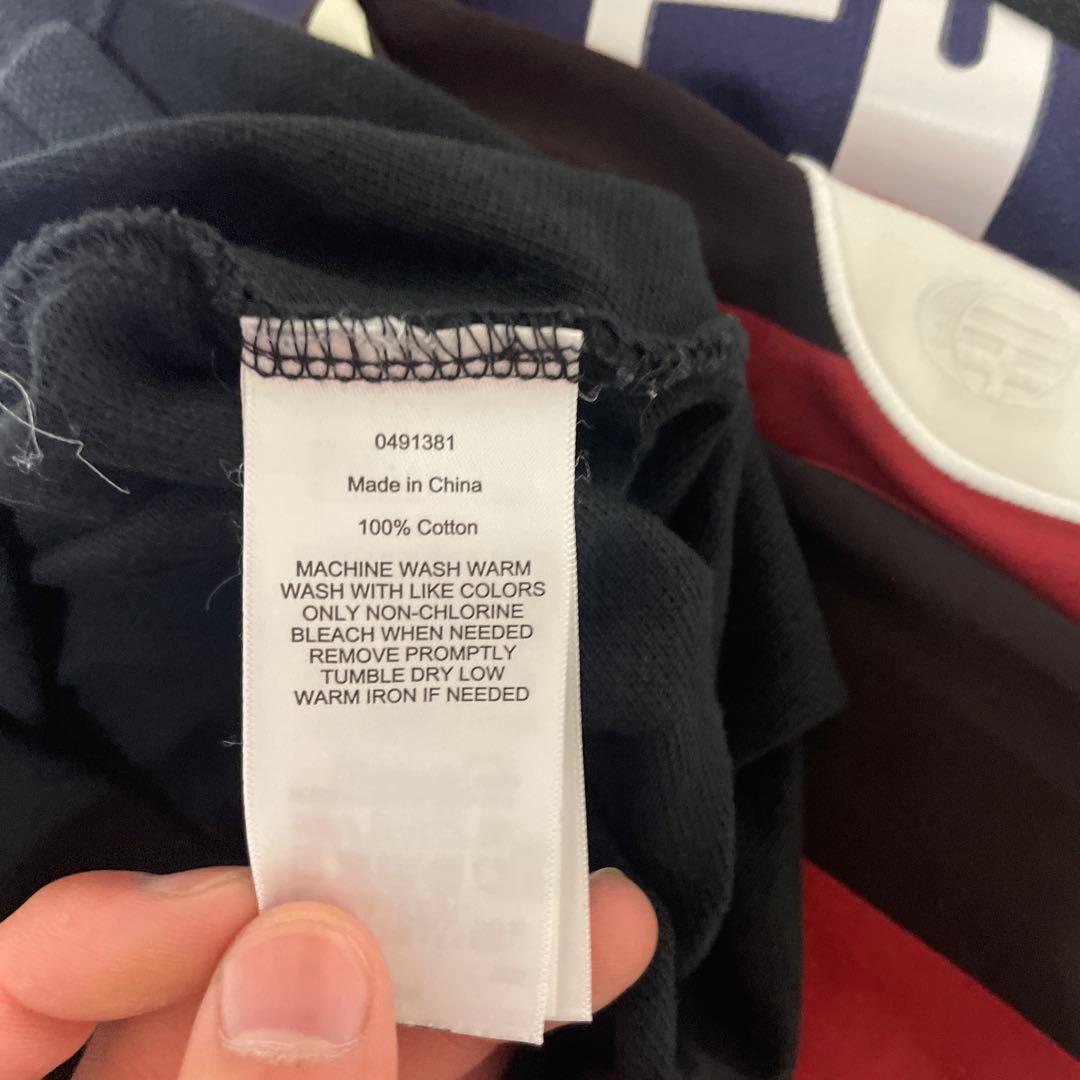 0491381
Made in China
100% Cotton
MACHINE WASH WARM
WASH WITH LIKE COLORS
ONLY NON-CHLORINE
BLEACH WHEN NEEDED
REMOVE PROMPTLY
TUMBLE DRY LOW
WARM IRON IF NEEDED